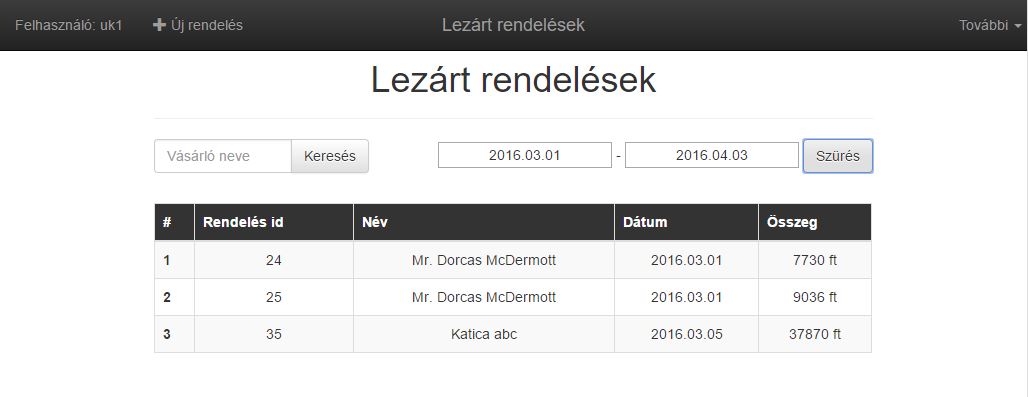 Felhasználó: uk1 Új rendelés Lezárt rendelések További
Lezárt rendelések
Vásárló neve Keresés 2016.03.01 - 2016.04.03 Szürés
# Rendelés id Név Dátum Összeg
1 24 Mr. Dorcas McDermott 2016.03.01 7730 ft
2 25 Mr. Dorcas McDermott 2016.03.01 9036 ft
3 35 Katica abc 2016.03.05 37870 ft